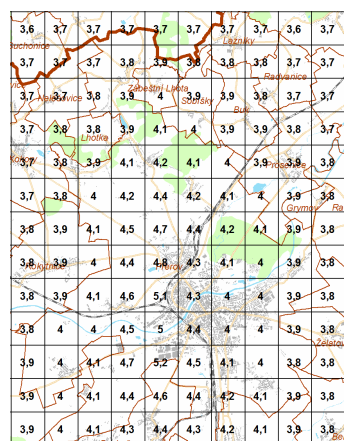 3,6 3,7 3,7 3,7 3,7 3,7 3,7 3,7 3,6 3,7
Ležníky
3,7 3,7 3,7 3,8 3,9 3,8 3,8 3,8 3,7 3,7
Radvanice
Zábeštní Lhota
3,7 3,7 3,8 3,9 4 3,9 3,9 3,8 3,7 3,7
Sobíšky
Buk
3,7 3,8 3,8 3,9 4,1 4 3,9 3,9 3,8 3,7
Lhotka
3,7 3,8 3,9 4,1 4,2 4,1 4 3,9 3,9 3,8
Prosenice
3,7 3,8 4 4,2 4,4 4,2 4,1 4 3,9 3,8
Grymov
3,8 3,9 4,1 4,5 4,7 4,4 4,2 4,1 3,9 3,8
3,8 3,9 4 4,4 4,8 4,3 4,1 4 3,9 3,8
Rokytnice Přerov
3,8 3,9 4,1 4,6 5,1 4,3 4 4 3,9 3,8
3,8 4 4 4,5 5 4,4 4 4 3,9 3,8
3,9 4 4,1 4,7 5,2 4,5 4,1 4 3,8 3,8
3,9 4 4,1 4,4 4,6 4,4 4,2 4,1 3,9 3,8
3,9 4 4,1 4,3 4,4 4,3 4,2 4,1 3,9 3,8